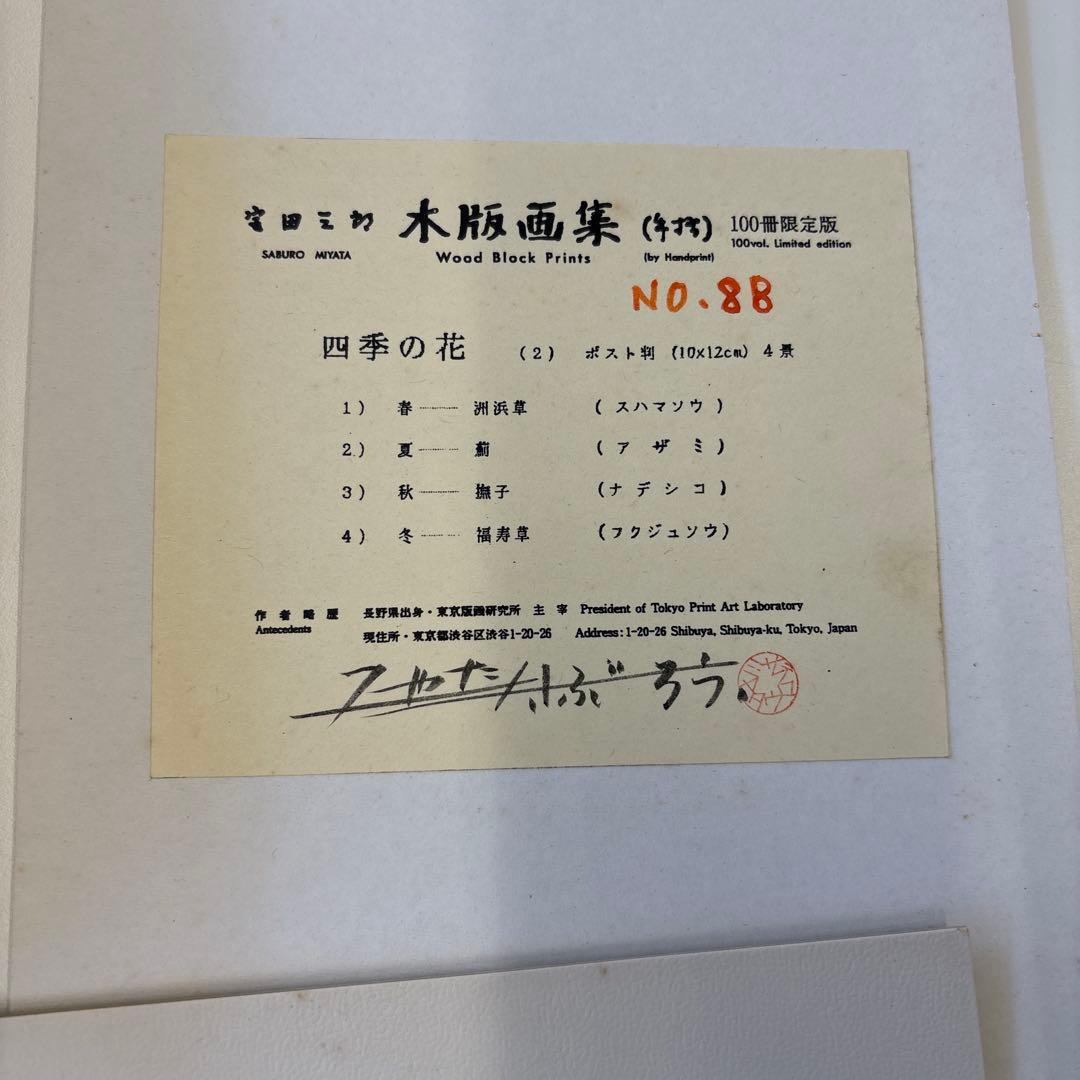 宮田三郎 木版画集 (手摺) 100冊限定版
SABURO MIYATA Wood Block Prints (by Handprint) 100vol. Limited edition
NO. 8B
四季の花 (2) ポスト判 (10x12cm) 4景
1) 春 ―― 洲浜草 (スハマソウ)
2) 夏 ―― 薊 (アザミ)
3) 秋 ―― 撫子 (ナデシコ)
4) 冬 ―― 福寿草 (フクジュソウ)
作者略歴 長野県出身・東京版画研究所 主宰 President of Tokyo Print Art Laboratory
Antecedents 現住所・東京都渋谷区渋谷1-20-26 Address: 1-20-26 Shibuya, Shibuya-ku, Tokyo, Japan